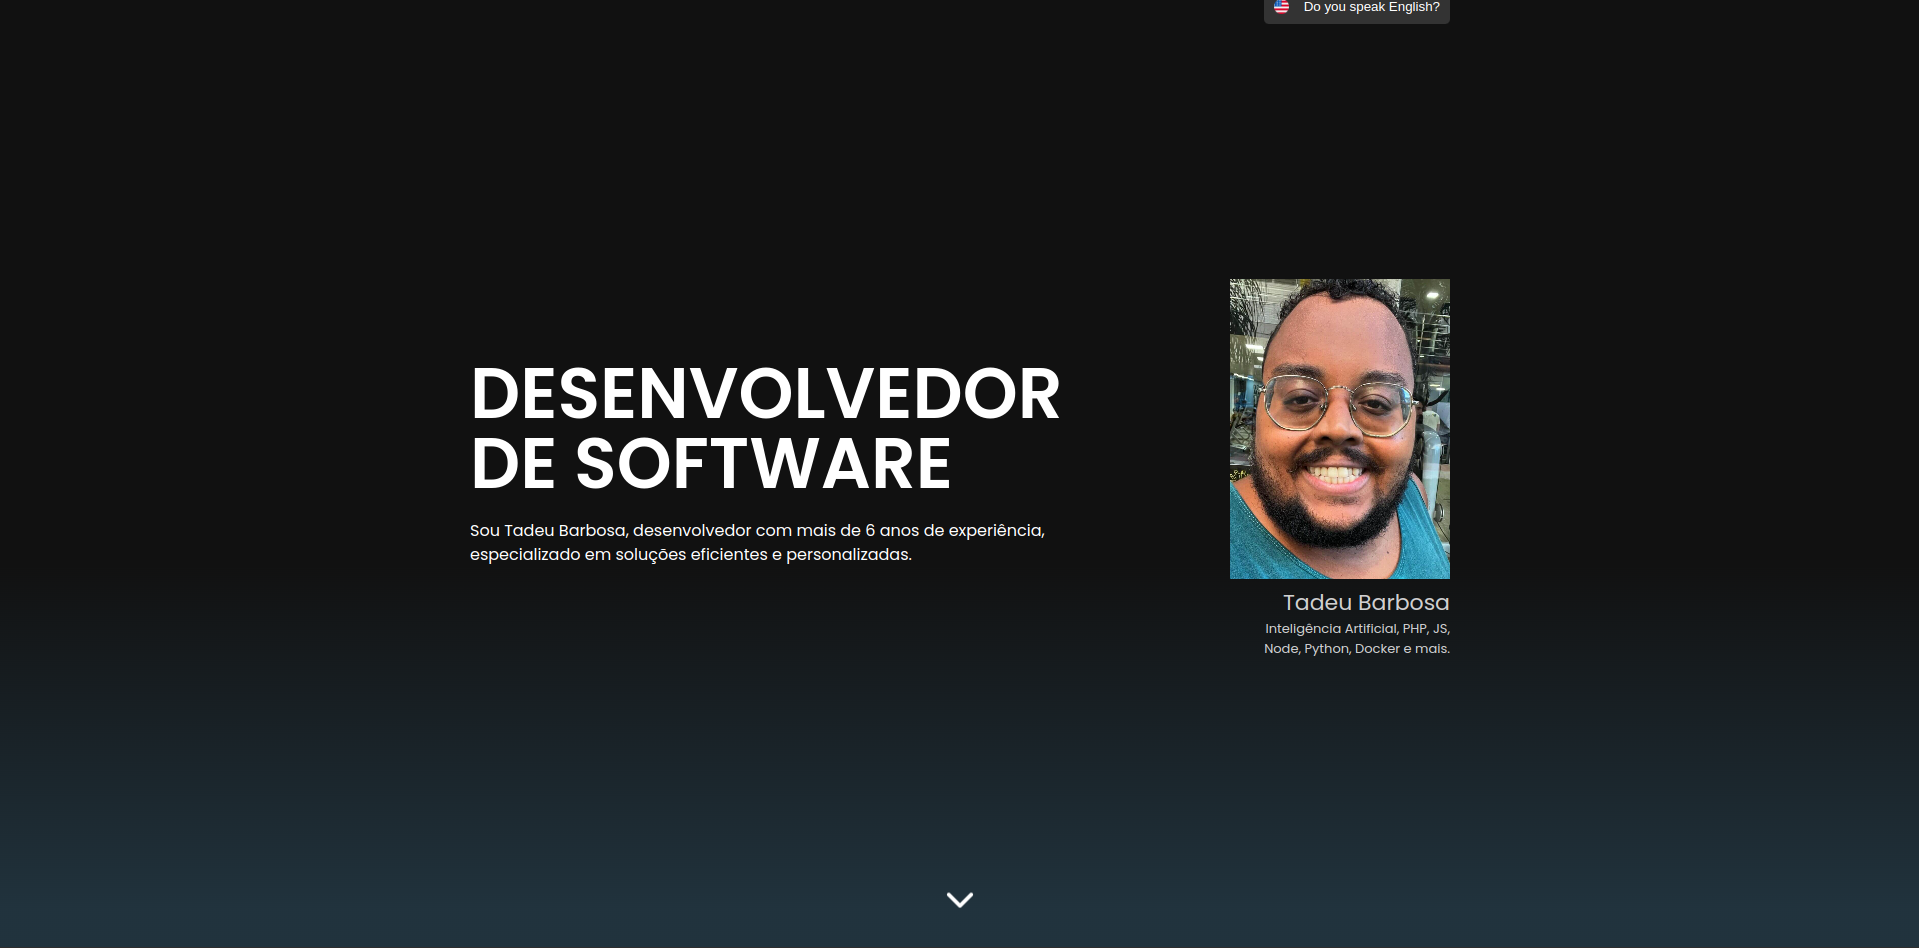 Do you speak English?
DESENVOLVEDOR
DE SOFTWARE
Sou Tadeu Barbosa, desenvolvedor com mais de 6 anos de experiência,
especializado em soluções eficientes e personalizadas.
Tadeu Barbosa
Inteligência Artificial, PHP, JS,
Node, Python, Docker e mais.